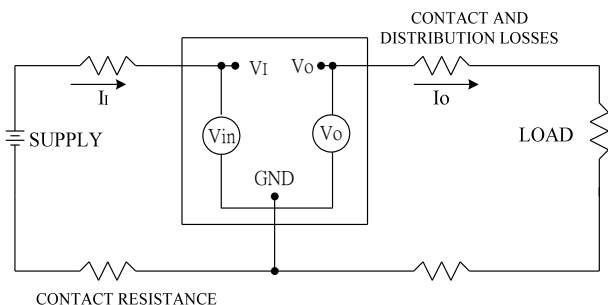 CONTACT AND
DISTRIBUTION LOSSES
VI
VO
II
IO
SUPPLY
Vin
Vo
LOAD
GND
CONTACT RESISTANCE